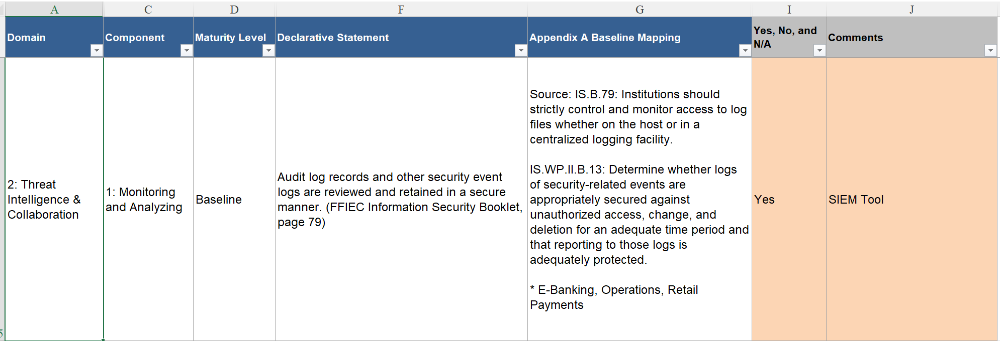 A C D F G I J
Domain
Component
Maturity Level
Declarative Statement
Appendix A Baseline Mapping
Yes, No, and
N/A
Comments
2: Threat
Intelligence &
Collaboration
1: Monitoring
and Analyzing
Baseline
Audit log records and other security event
logs are reviewed and retained in a secure
manner. (FFIEC Information Security Booklet,
page 79)
Source: IS.B.79: Institutions should
strictly control and monitor access to log
files whether on the host or in a
centralized logging facility.
IS.WP.II.B.13: Determine whether logs
of security-related events are
appropriately secured against
unauthorized access, change, and
deletion for an adequate time period and
that reporting to those logs is
adequately protected.
* E-Banking, Operations, Retail
Payments
Yes
SIEM Tool